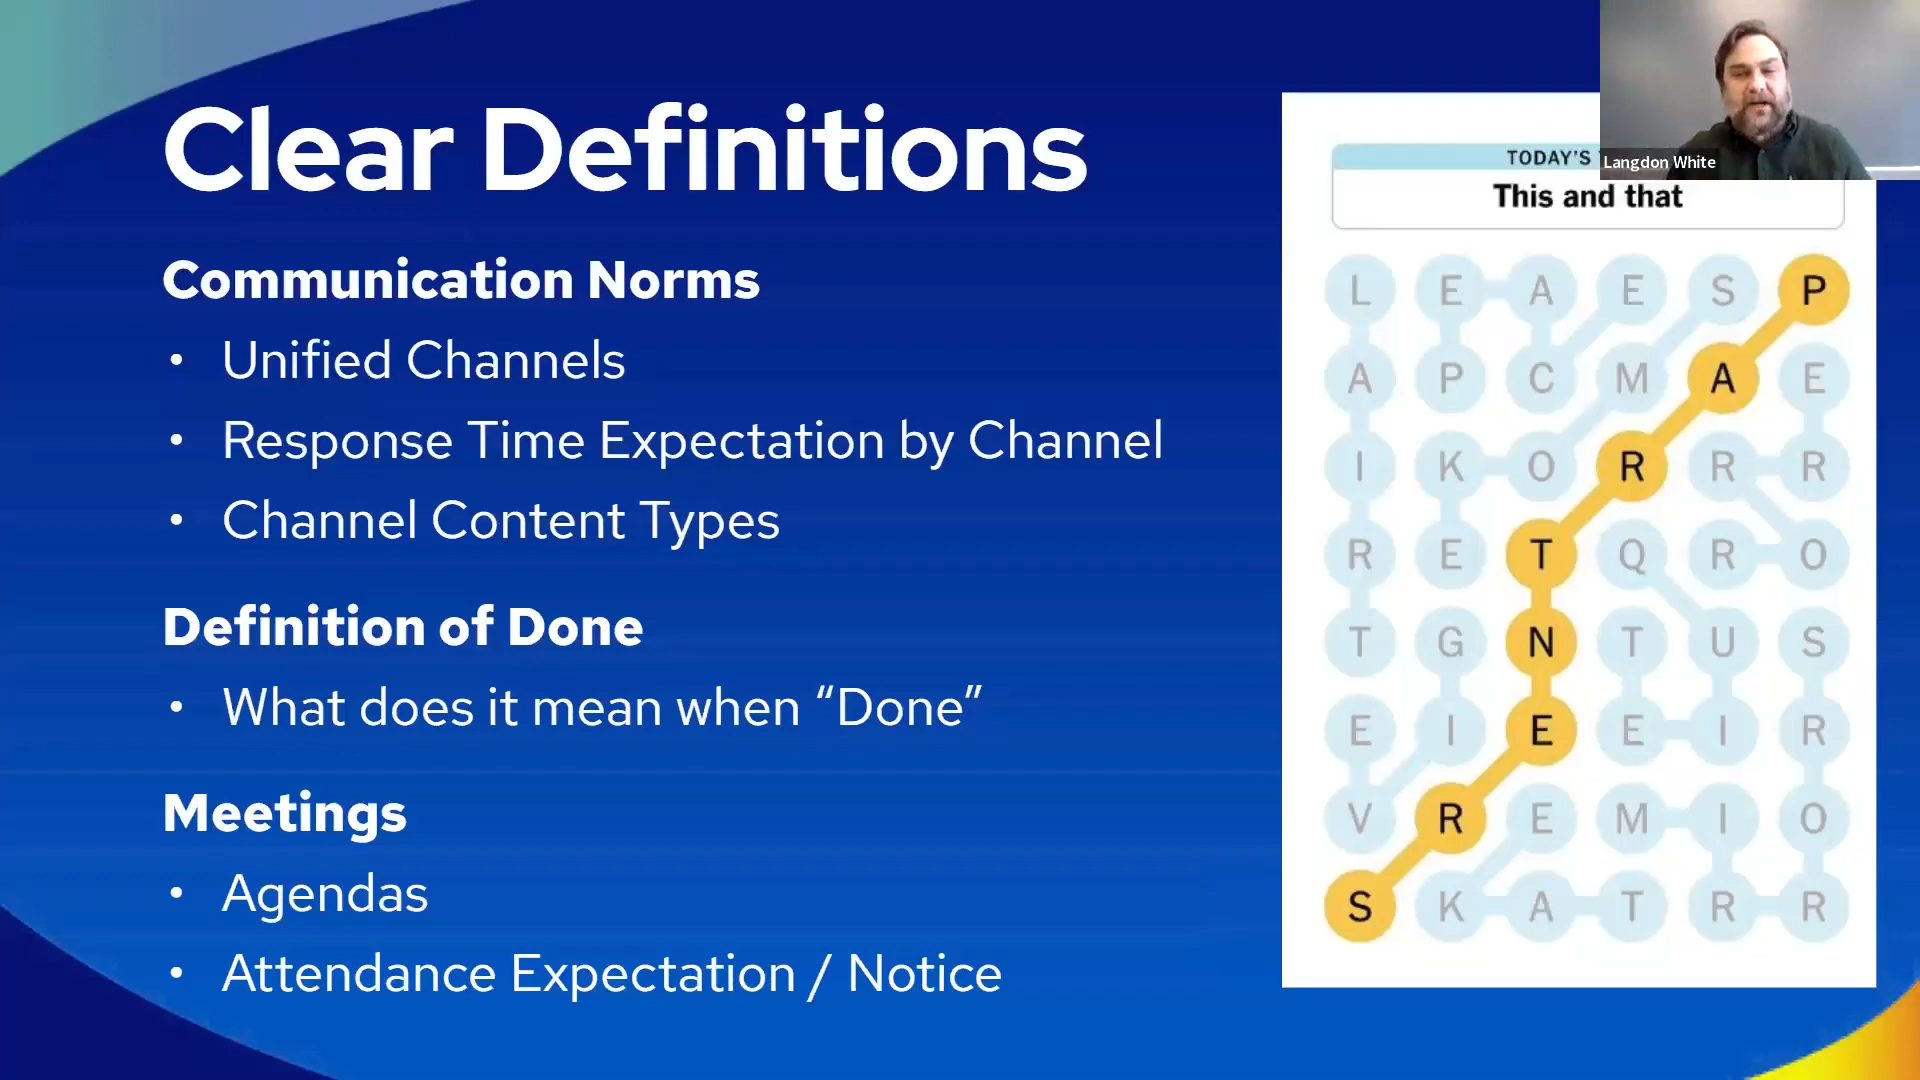 Clear Definitions
Communication Norms
• Unified Channels
• Response Time Expectation by Channel
• Channel Content Types
Definition of Done
• What does it mean when “Done”
Meetings
• Agendas
• Attendance Expectation / Notice
Langdon White
TODAY'S
This and that
L E A E S P
A P C M A E
I K O R R R
R E T Q R O
T G N T U S
E I E E I R
V R E M I O
S K A T R R